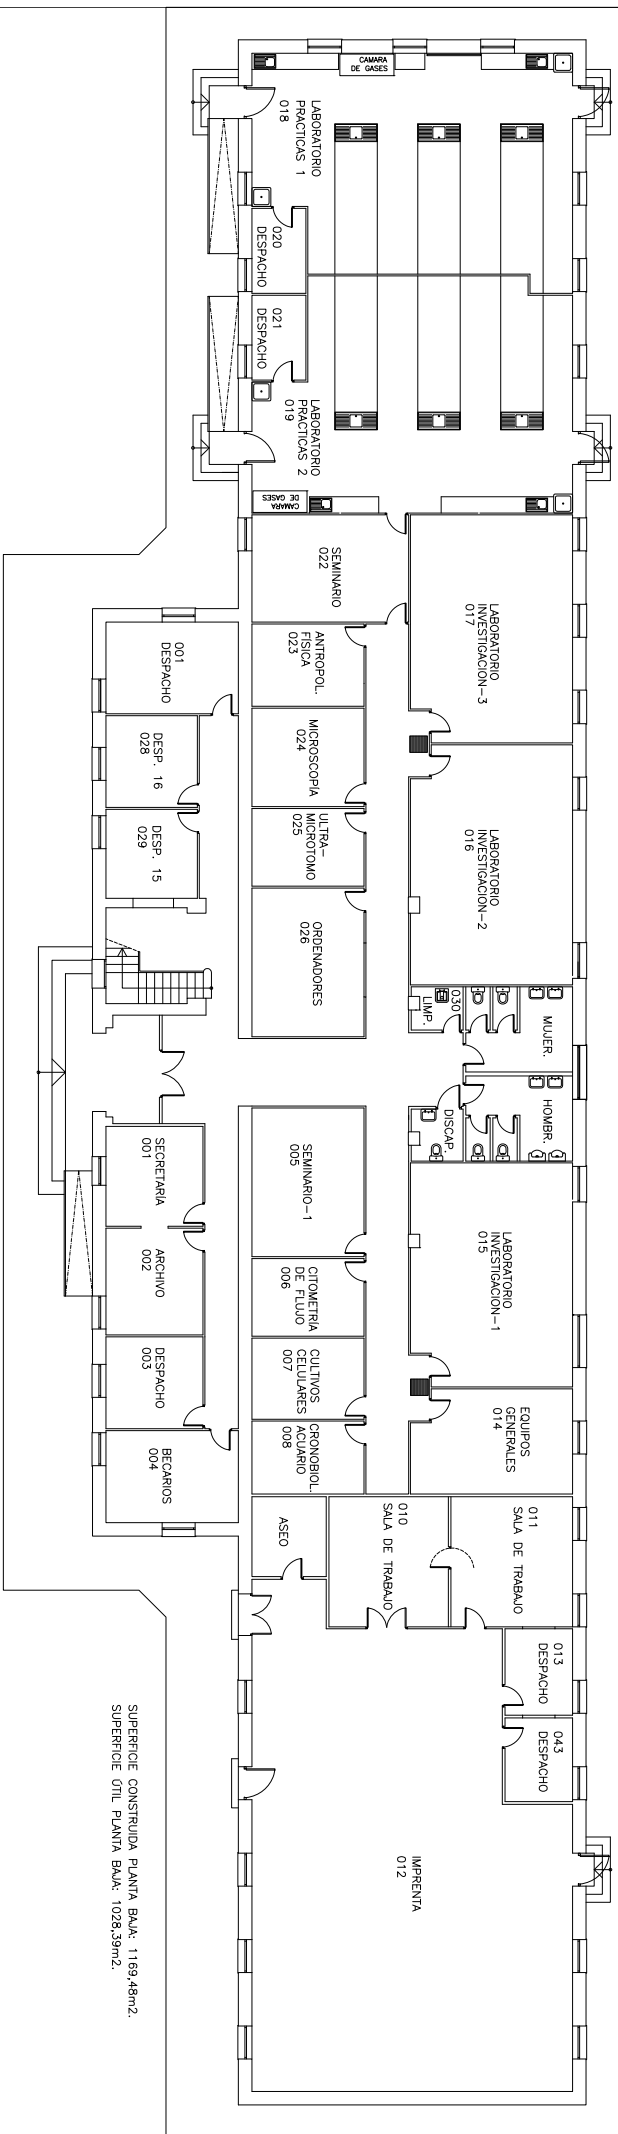 CAMARA
DE GASES
LABORATORIO
PRACTICAS 1
018
020
DESPACHO
021
DESPACHO
LABORATORIO
PRACTICAS 2
019
CAMARA
DE GASES
SEMINARIO
022
LABORATORIO
INVESTIGACION-3
017
001
DESPACHO
ANTROPOL.
FÍSICA
023
DESP. 16
028
MICROSCOPÍA
024
DESP. 15
029
ULTRA-
MICROTOMO
025
LABORATORIO
INVESTIGACION-2
016
ORDENADORES
026
030
LIMP.
MUJER.
HOMBR.
DISCAP.
SECRETARÍA
001
SEMINARIO-1
005
LABORATORIO
INVESTIGACION-1
015
ARCHIVO
002
CITOMETRÍA
DE FLUJO
006
DESPACHO
003
CULTIVOS
CELULARES
007
EQUIPOS
GENERALES
014
BECARIOS
004
CRONOBIOL.
ACUARIO
008
ASEO
010
SALA DE TRABAJO
011
SALA DE TRABAJO
013
DESPACHO
043
DESPACHO
IMPRENTA
012
SUPERFICIE CONSTRUIDA PLANTA BAJA: 1169,48m2.
SUPERFICIE ÚTIL PLANTA BAJA: 1028,39m2.